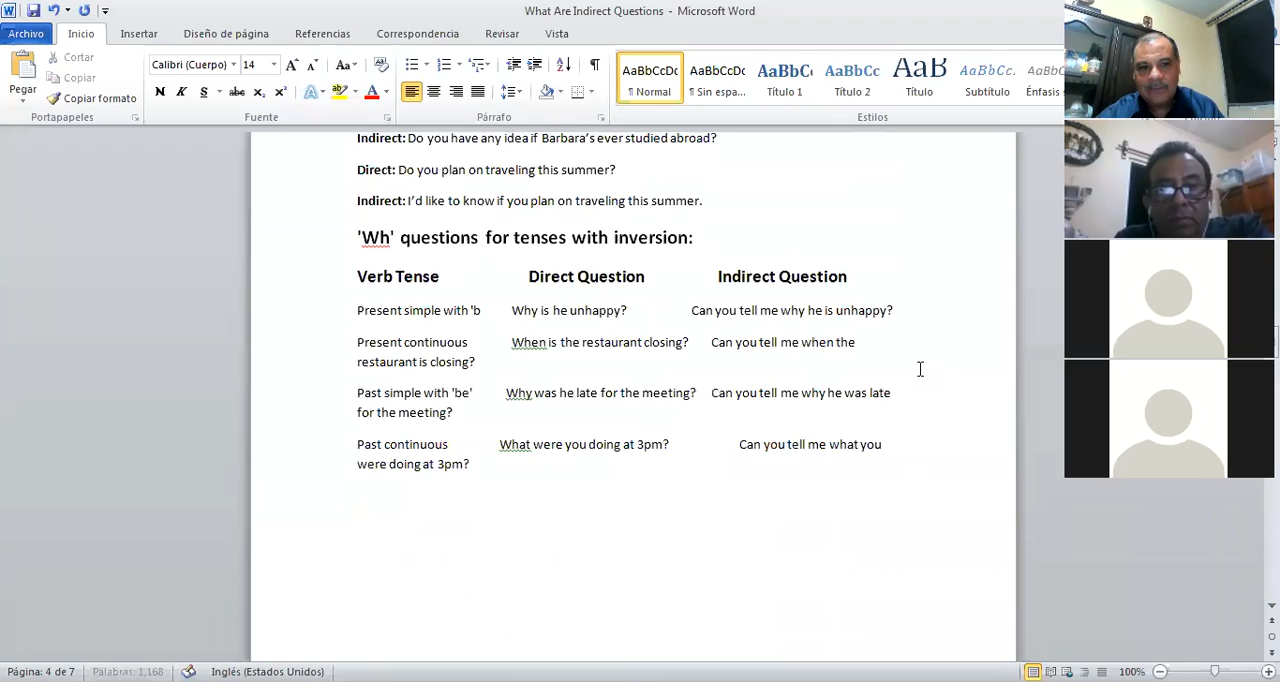 What Are Indirect Questions - Microsoft Word
Archivo Inicio Insertar Diseño de página Referencias Correspondencia Revisar Vista
Pegar
Cortar
Copiar
Copiar formato
Portapapeles
Calibri (Cuerpo) 14
N K S abc x₂ x²
Fuente
Párrafo
AaBbCcDc AaBbCcDc AaBbC AaBbCc AaB AaBbCc AaBbCc
¶ Normal ¶ Sin espa... Título 1 Título 2 Título Subtítulo Énfasis
Estilos
Indirect: Do you have any idea if Barbara's ever studied abroad?
Direct: Do you plan on traveling this summer?
Indirect: I'd like to know if you plan on traveling this summer.
'Wh' questions for tenses with inversion:
Verb Tense Direct Question Indirect Question
Present simple with 'b Why is he unhappy? Can you tell me why he is unhappy?
Present continuous When is the restaurant closing? Can you tell me when the
restaurant is closing?
Past simple with 'be' Why was he late for the meeting? Can you tell me why he was late
for the meeting?
Past continuous What were you doing at 3pm? Can you tell me what you
were doing at 3pm?
Página: 4 de 7 Palabras: 1,168 Inglés (Estados Unidos) 100%